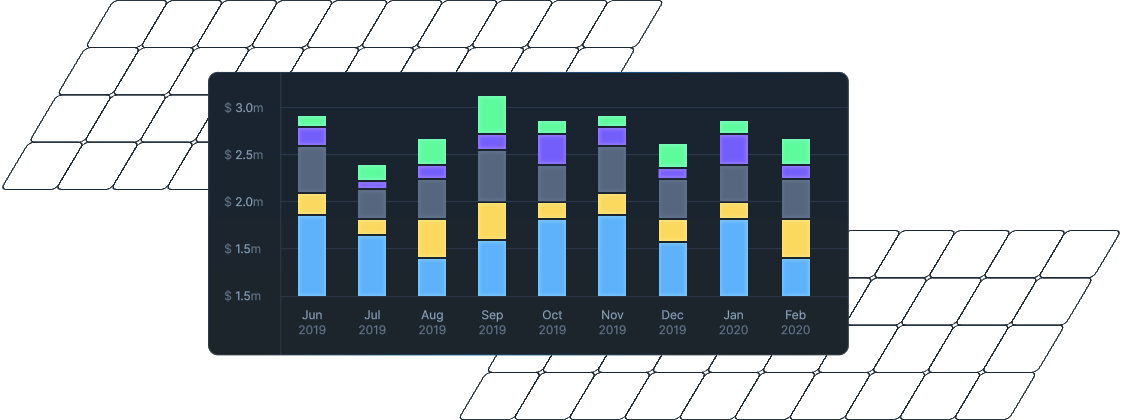 $ 3.0m
$ 2.5m
$ 2.0m
$ 1.5m
$ 1.5m
Jun Jul Aug Sep Oct Nov Dec Jan Feb
2019 2019 2019 2019 2019 2019 2019 2020 2020